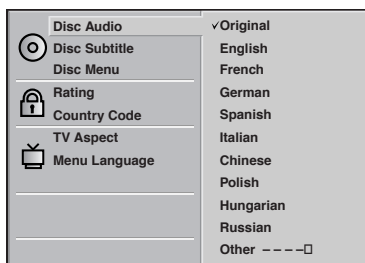 Disc Audio
Disc Subtitle
Disc Menu
Rating
Country Code
TV Aspect
Menu Language
✓Original
English
French
German
Spanish
Italian
Chinese
Polish
Hungarian
Russian
Other – – – –□